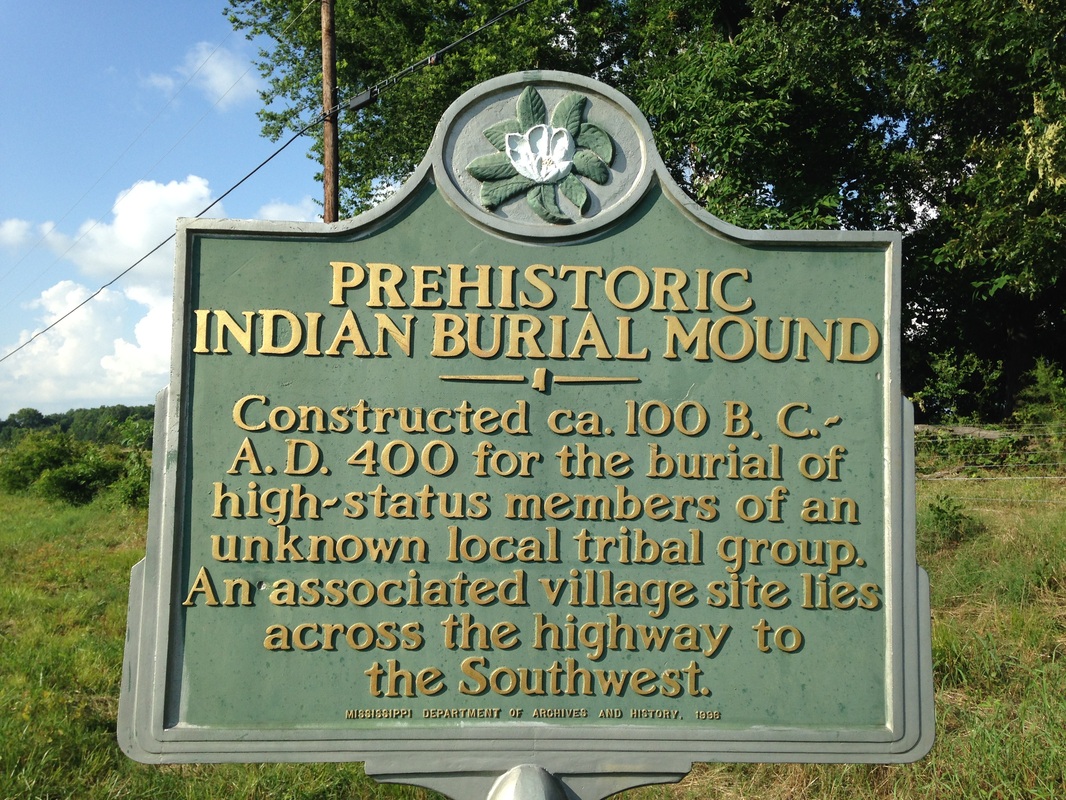 PREHISTORIC
INDIAN BURIAL MOUND
Constructed ca. 100 B. C.-
A. D. 400 for the burial of
high-status members of an
unknown local tribal group.
An associated village site lies
across the highway to
the Southwest.
MISSISSIPPI DEPARTMENT OF ARCHIVES AND HISTORY, 1998